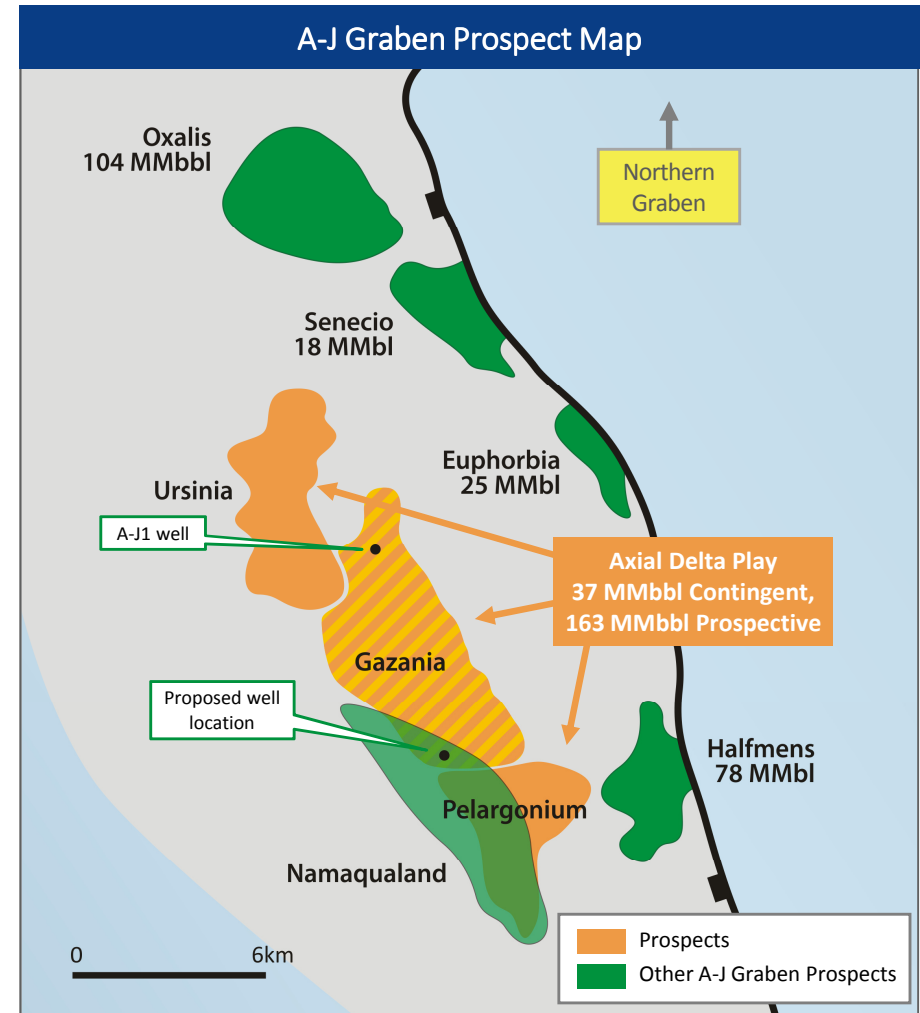 A-J Graben Prospect Map
Oxalis
104 MMbbl
Northern
Graben
Senecio
18 MMbl
Euphorbia
25 MMbl
Ursinia
A-J1 well
Axial Delta Play
37 MMbbl Contingent,
163 MMbbl Prospective
Gazania
Proposed well
location
Halfmens
78 MMbl
Pelargonium
Namaqualand
0 6km
Prospects
Other A-J Graben Prospects